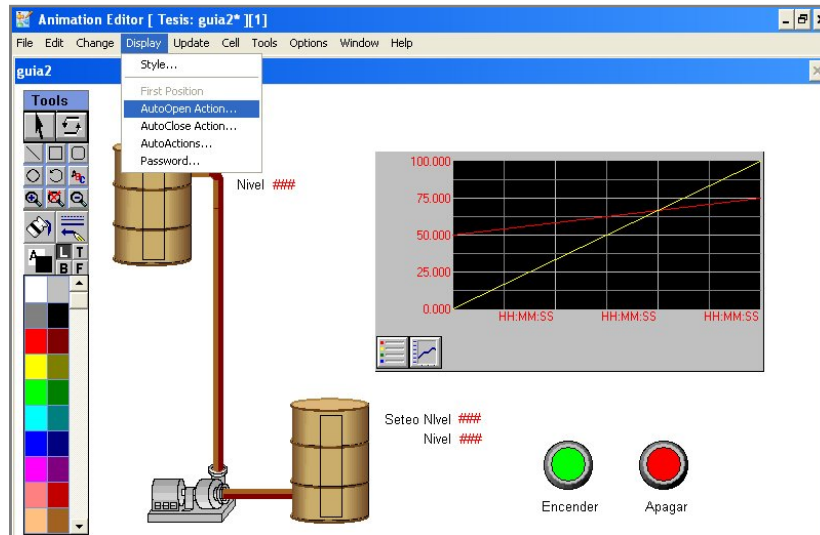 Animation Editor [ Tesis: guia2* ][1]
File Edit Change Display Update Cell Tools Options Window Help
guia2
Style...
First Position
AutoOpen Action...
AutoClose Action...
AutoActions...
Password...
Tools
A
L T
B F
Nivel ###
100.000
75.000
50.000
25.000
0.000
HH:MM:SS HH:MM:SS HH:MM:SS
Seteo NIvel ###
Nivel ###
Encender Apagar